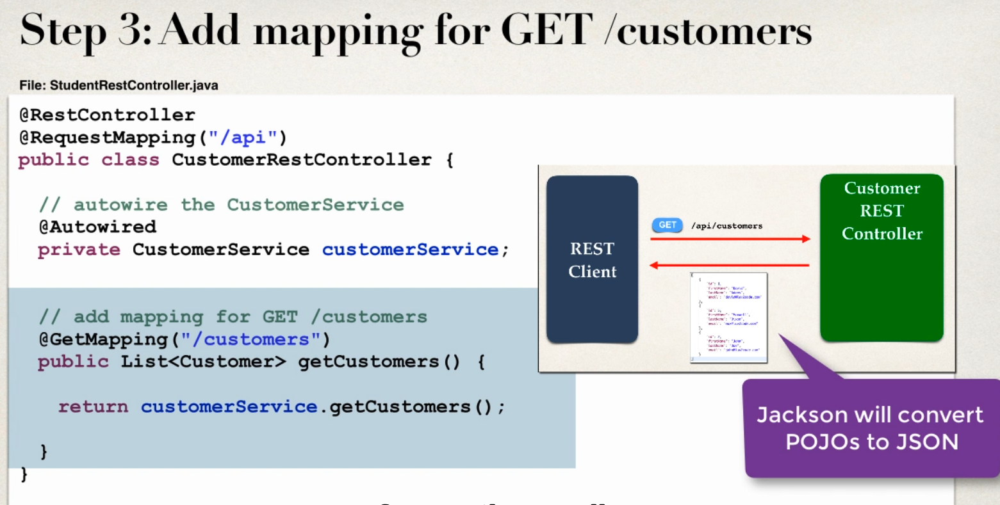 Step 3: Add mapping for GET /customers
File: StudentRestController.java
@RestController
@RequestMapping("/api")
public class CustomerRestController {
// autowire the CustomerService
@Autowired
private CustomerService customerService;
// add mapping for GET /customers
@GetMapping("/customers")
public List<Customer> getCustomers() {
return customerService.getCustomers();
}
}
REST
Client
GET /api/customers
Customer
REST
Controller
Jackson will convert
POJOs to JSON